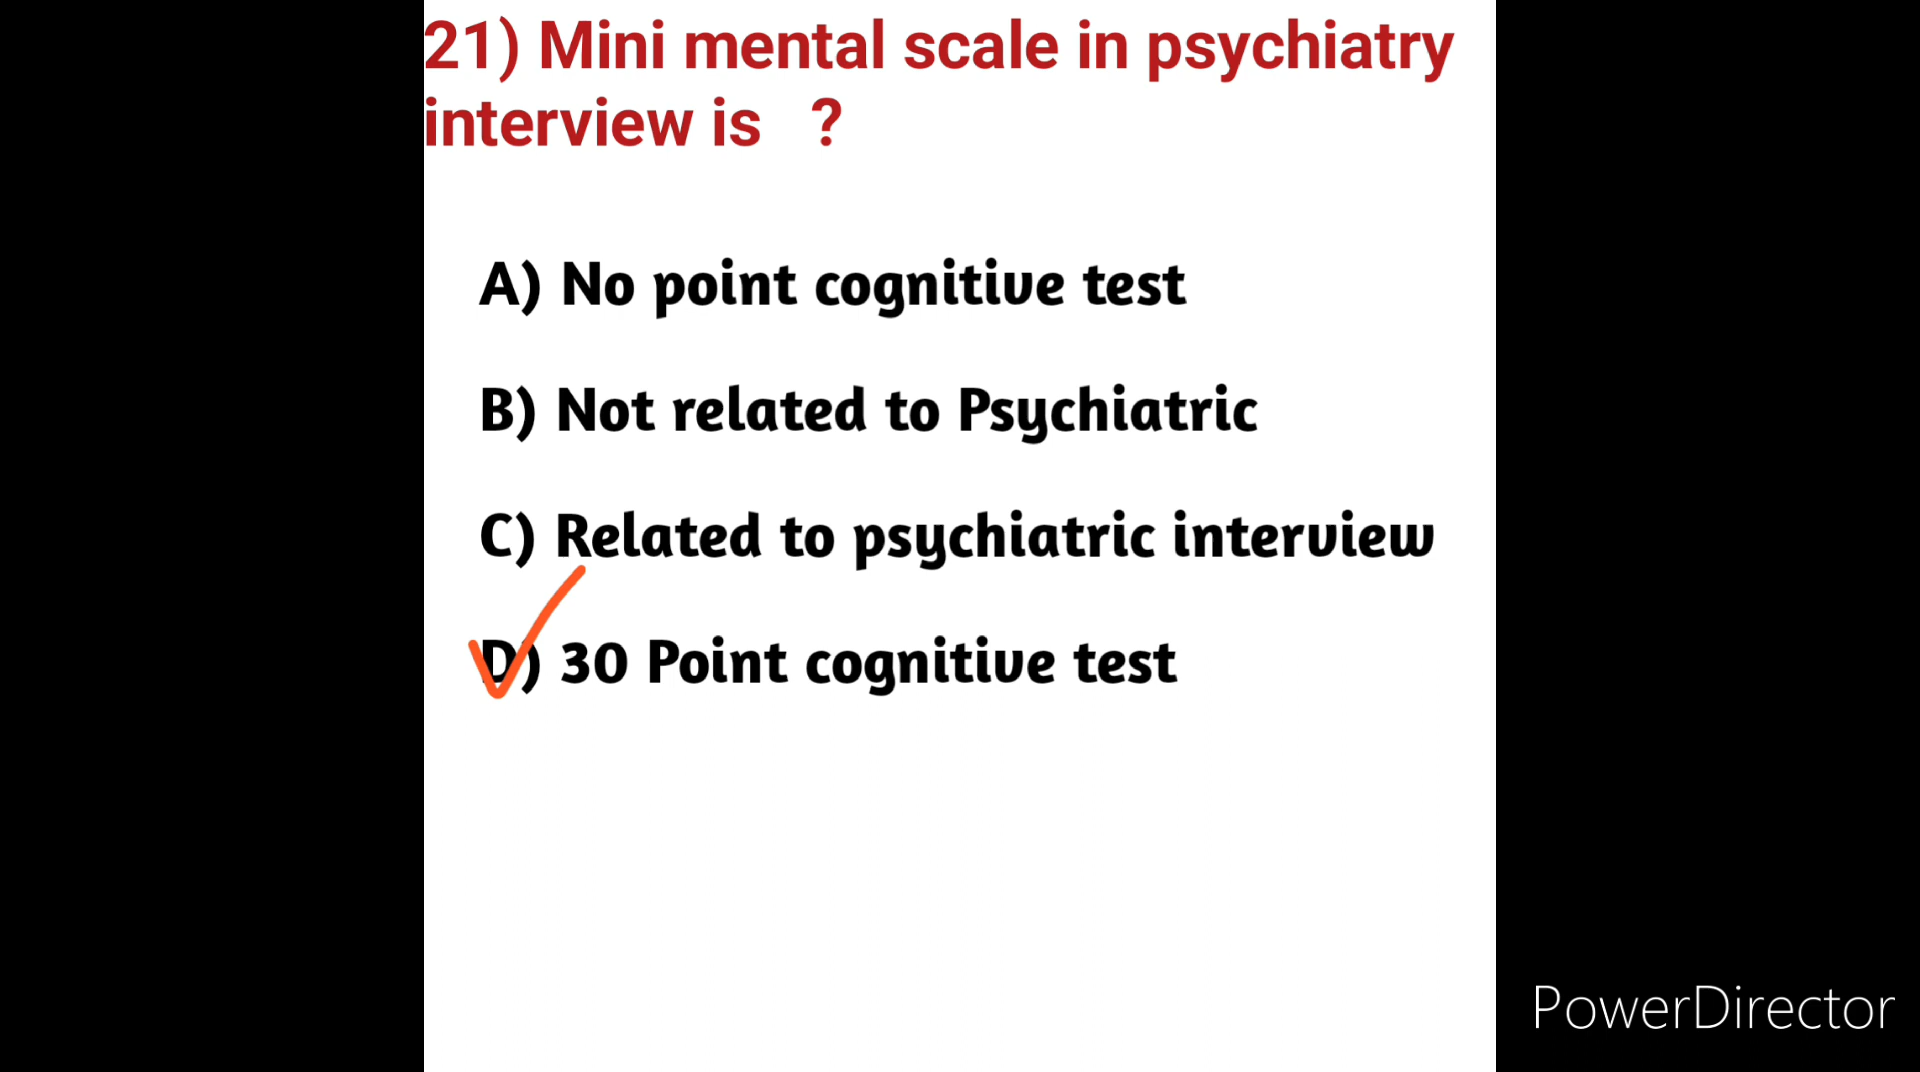 21) Mini mental scale in psychiatry
interview is ?
A) No point cognitive test
B) Not related to Psychiatric
C) Related to psychiatric interview
D) 30 Point cognitive test
PowerDirector